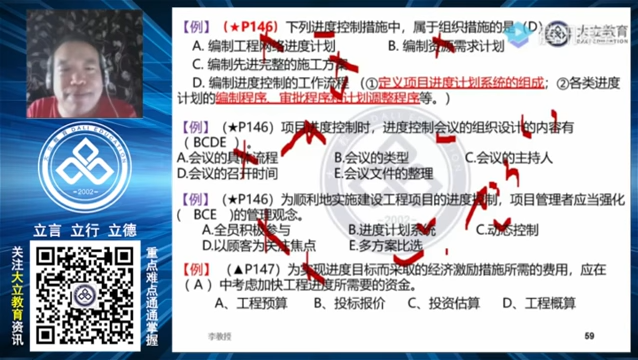 【例】（★P146）下列进度控制措施中，属于组织措施的是（D）
A. 编制工程网络进度计划 B. 编制资源需求计划
C. 编制先进完整的施工方案
D. 编制进度控制的工作流程（①定义项目进度计划系统的组成；②各类进度
计划的编制程序、审批程序和计划调整程序等。）
【例】（★P146）项目进度控制时，进度控制会议的组织设计的内容有
（ BCDE ）。
A.会议的具体流程 B.会议的类型 C.会议的主持人
D.会议的召开时间 E.会议文件的整理
【例】（★P146）为顺利地实施建设工程项目的进度控制，项目管理者应当强化
（ BCE ）的管理观念。
A.全员积极参与 B.进度计划系统 C.动态控制
D.以顾客为关注焦点 E.多方案比选
【例】（▲P147）为实现进度目标而采取的经济激励措施所需的费用，应在
（ A ）中考虑加快工程进度所需要的资金。
A、工程预算 B、投标报价 C、投资估算 D、工程概算
李教授
59
大立教育
DALI EDUCATION
—2002—
立言 立行 立德
关注大立教育资讯
重点难点通通掌握
2002